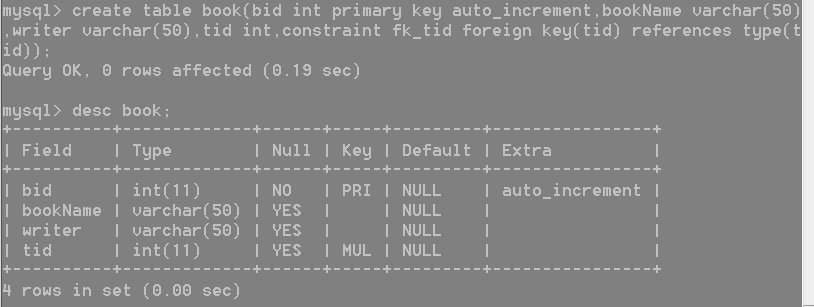 mysql> create table book(bid int primary key auto_increment,bookName varchar(50)
,writer varchar(50),tid int,constraint fk_tid foreign key(tid) references type(t
id));
Query OK, 0 rows affected (0.19 sec)

mysql> desc book;
+----------+-------------+------+-----+---------+----------------+
| Field    | Type        | Null | Key | Default | Extra          |
+----------+-------------+------+-----+---------+----------------+
| bid      | int(11)     | NO   | PRI | NULL    | auto_increment |
| bookName | varchar(50) | YES  |     | NULL    |                |
| writer   | varchar(50) | YES  |     | NULL    |                |
| tid      | int(11)     | YES  | MUL | NULL    |                |
+----------+-------------+------+-----+---------+----------------+
4 rows in set (0.00 sec)